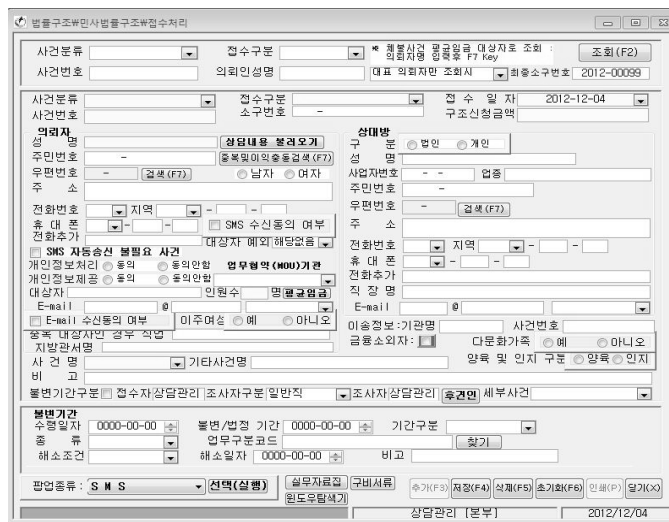 법률구조₩민사법률구조₩접수처리
사건분류 접수구분 ※ 체불사건 평균임금 대상자로 조회 : 조회(F2)
의뢰자명 입력후 F7 Key
사건번호 의뢰인성명 대표 의뢰자만 조회시 최종소구번호 2012-00099
사건분류 접수구분 접 수 일 자 2012-12-04
사건번호 소구번호 - 구조신청금액
의뢰자
성 명 상담내용 불러오기
주민번호 - 중복및이익충동검색(F7)
우편번호 - 검색(F7) 남자 여자
주 소
전화번호 지역 - -
휴 대 폰 - - SMS 수신동의 여부
전화추가 대상자 예외 해당없음
SMS 자동송신 불필요 사건
개인정보처리 동의 동의안함 업무협약(MOU)기관
개인정보제공 동의 동의안함
대상자 인원수 명 평균임금
E-mail @
E-mail 수신동의 여부 이주여성 예 아니오
중복 대상자인 경우 직업
지방관서명
상대방
구 분 법인 개인
성 명
사업자번호 - - 업종
주민번호 -
우편번호 - 검색(F7)
주 소
전화번호 지역 - -
휴 대 폰 - -
전화추가
직 장 명
E-mail @
이송정보:기관명 사건번호
금융소외자: 다문화가족 예 아니오
사 건 명 기타사건명 양육 및 인지 구분 양육 인지
비 고
불변기간구분 접수자 상담관리 조사자구분 일반직 조사자 상담관리 후견인 세부사건
불변기간
수행일자 0000-00-00 불변/법정 기간 0000-00-00 기간구분
종 류 업무구분코드 찾기
해소조건 해소일자 0000-00-00 비고
팝업종류 : S M S 선택(실행) 실무자료집 구비서류 추가(F3) 저장(F4) 삭제(F5) 초기화(F6) 인쇄(P) 닫기(X)
윈도우탐색기
상담관리 [본부] 2012/12/04